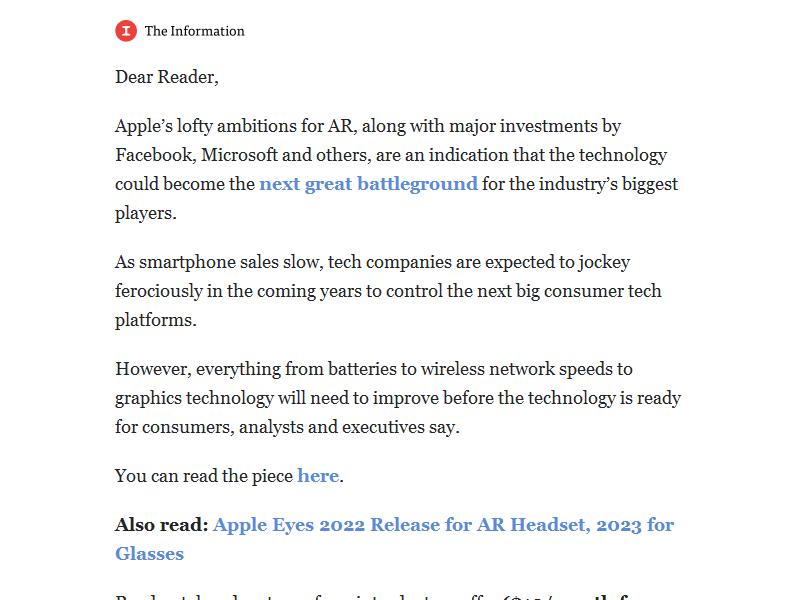 The Information
Dear Reader,
Apple’s lofty ambitions for AR, along with major investments by
Facebook, Microsoft and others, are an indication that the technology
could become the next great battleground for the industry’s biggest
players.
As smartphone sales slow, tech companies are expected to jockey
ferociously in the coming years to control the next big consumer tech
platforms.
However, everything from batteries to wireless network speeds to
graphics technology will need to improve before the technology is ready
for consumers, analysts and executives say.
You can read the piece here.
Also read: Apple Eyes 2022 Release for AR Headset, 2023 for
Glasses